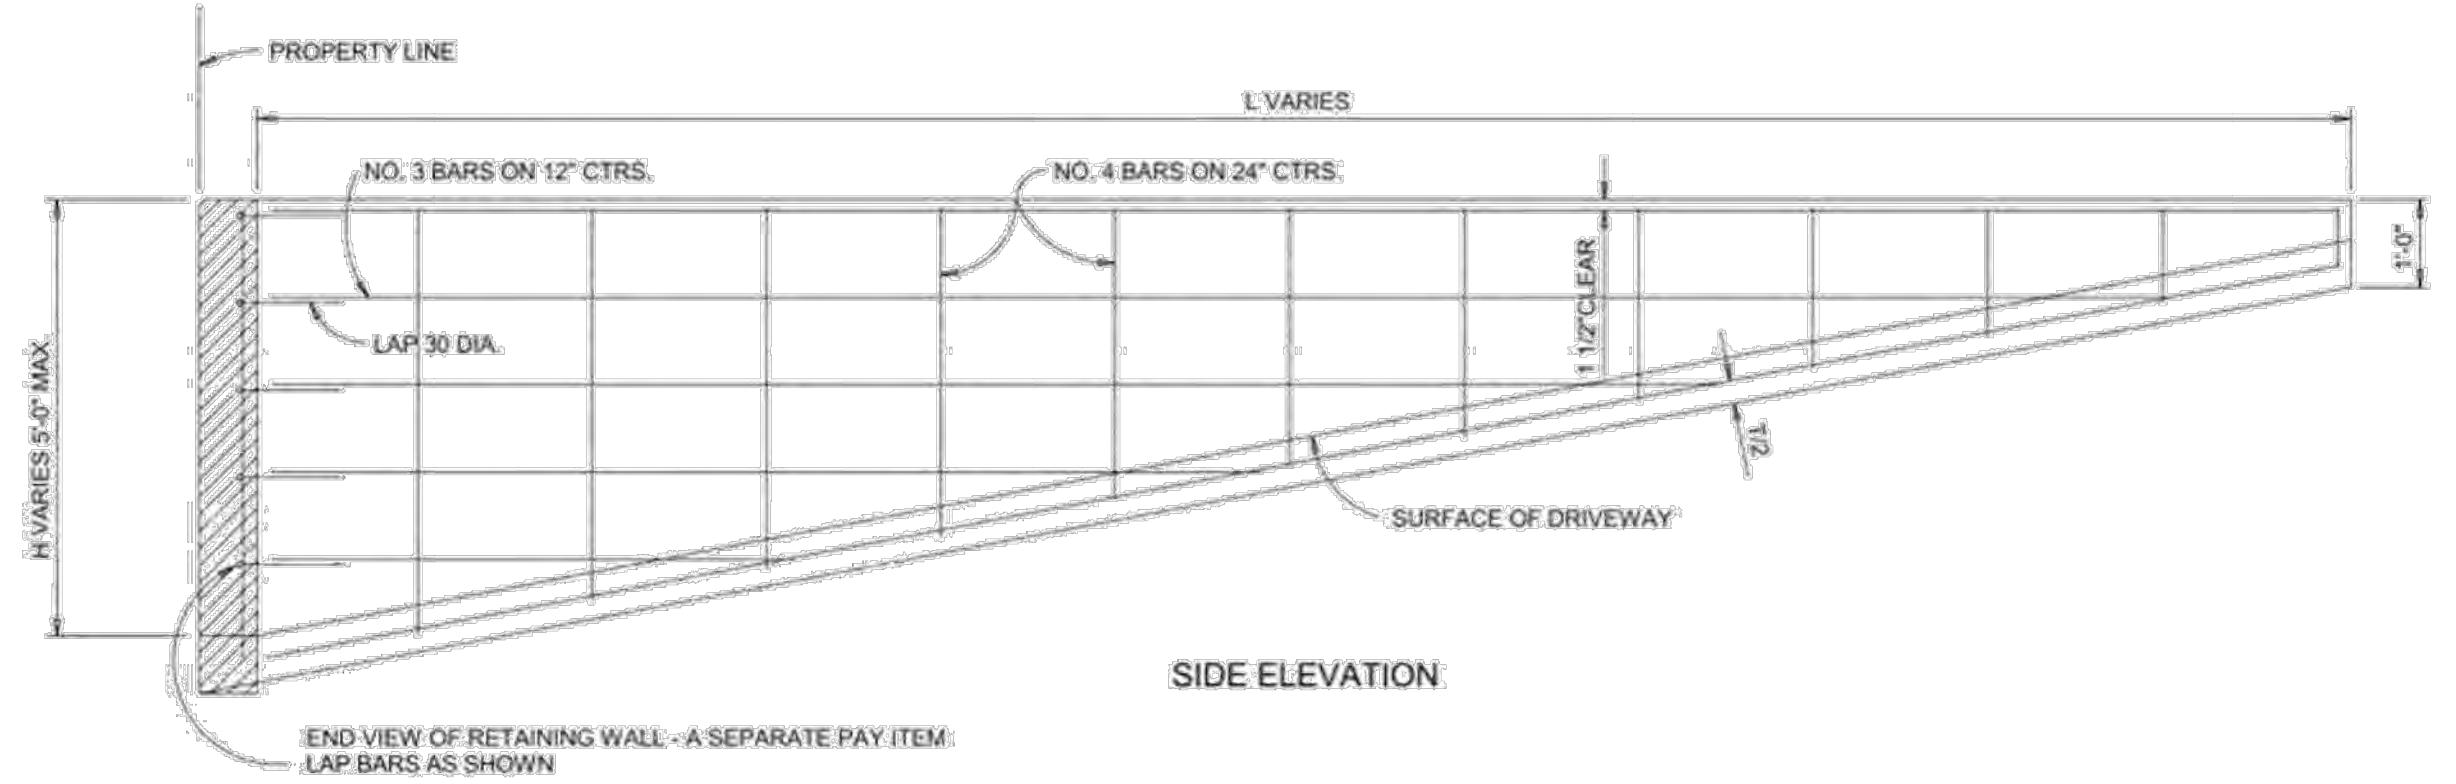 PROPERTY LINE
L VARIES
NO. 3 BARS ON 12" CTRS.
NO. 4 BARS ON 24" CTRS.
1 1/2" CLEAR
1'-0"
LAP 30 DIA.
H VARIES 5'-0" MAX
T/2
SURFACE OF DRIVEWAY
SIDE ELEVATION
END VIEW OF RETAINING WALL - A SEPARATE PAY ITEM
LAP BARS AS SHOWN